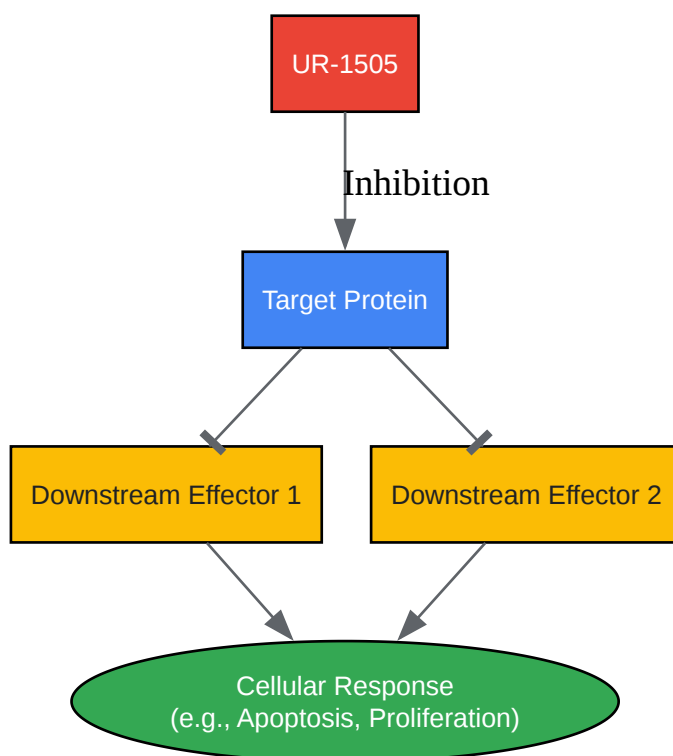 UR-1505
Inhibition
Target Protein
Downstream Effector 1
Downstream Effector 2
Cellular Response
(e.g., Apoptosis, Proliferation)